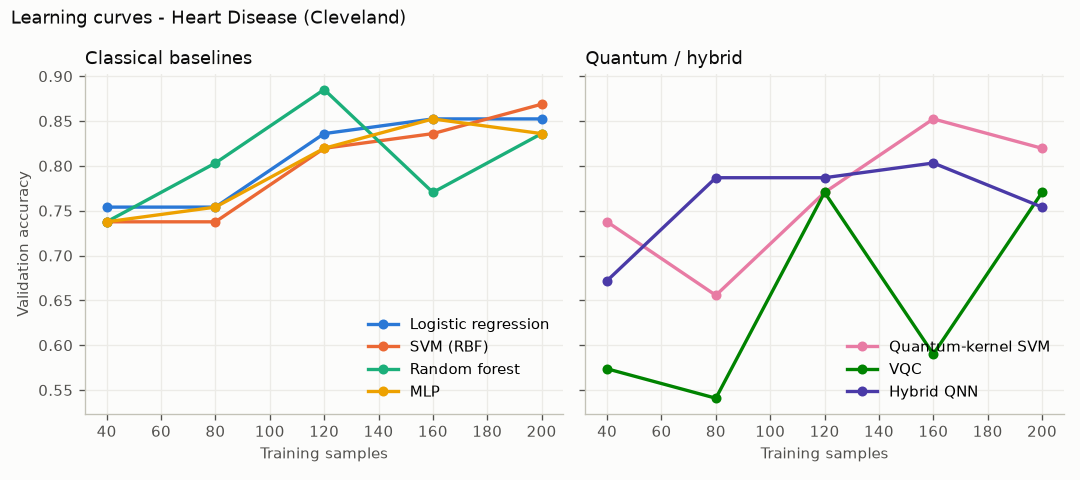 Learning curves - Heart Disease (Cleveland)
Classical baselines
Validation accuracy
0.90
0.85
0.80
0.75
0.70
0.65
0.60
0.55
Logistic regression
SVM (RBF)
Random forest
MLP
40 60 80 100 120 140 160 180 200
Training samples
Quantum / hybrid
Quantum-kernel SVM
VQC
Hybrid QNN
40 60 80 100 120 140 160 180 200
Training samples